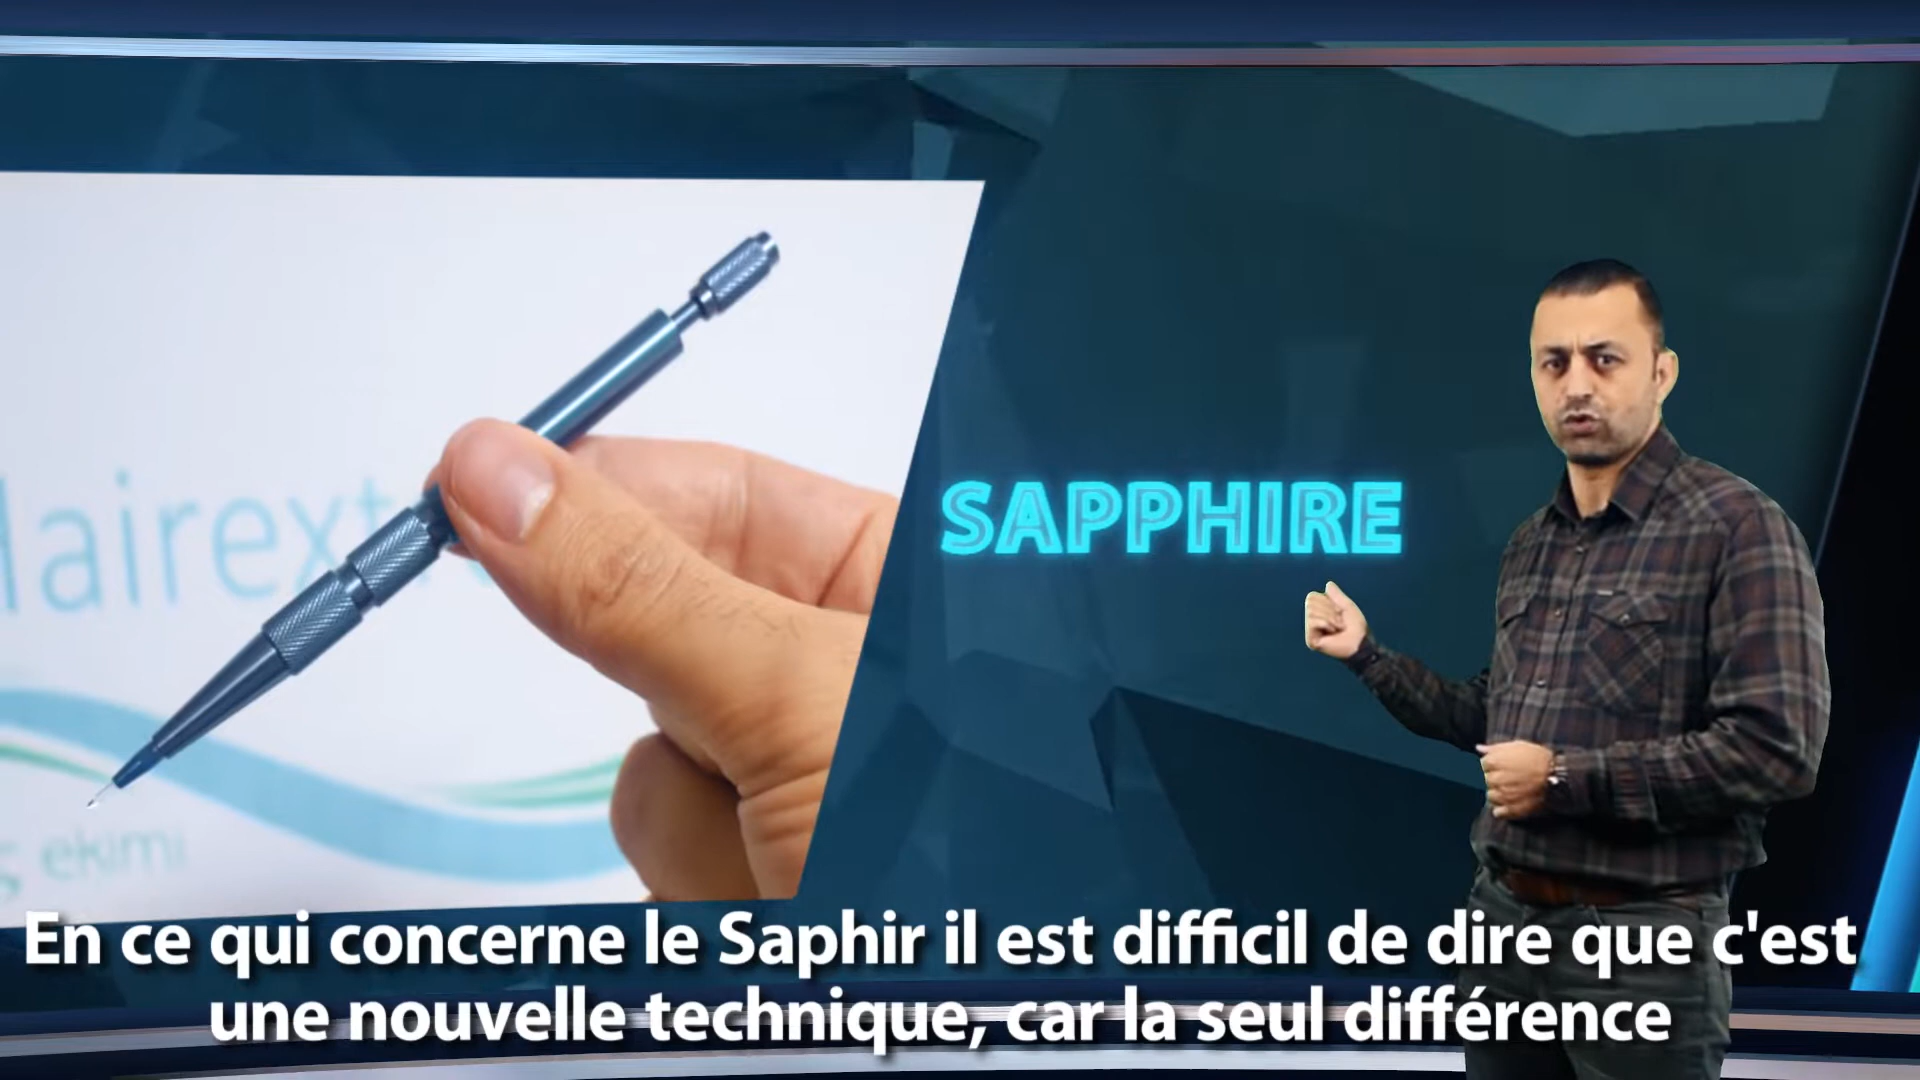 SAPPHIRE
ekimi
En ce qui concerne le Saphir il est difficil de dire que c'est
une nouvelle technique, car la seul différence